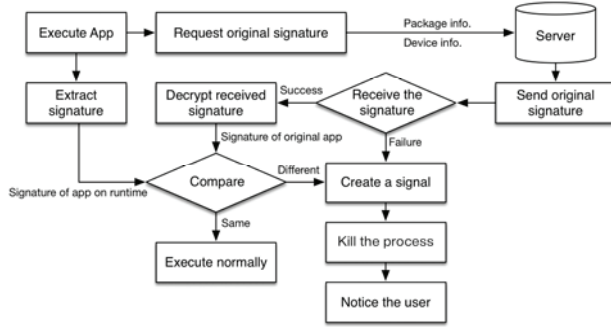 Execute App
Request original signature
Package info.
Device info.
Server
Extract
signature
Decrypt received
signature
Success
Receive the
signature
Send original
signature
Signature of original app
Failure
Signature of app on runtime
Compare
Different
Create a signal
Same
Execute normally
Kill the process
Notice the user